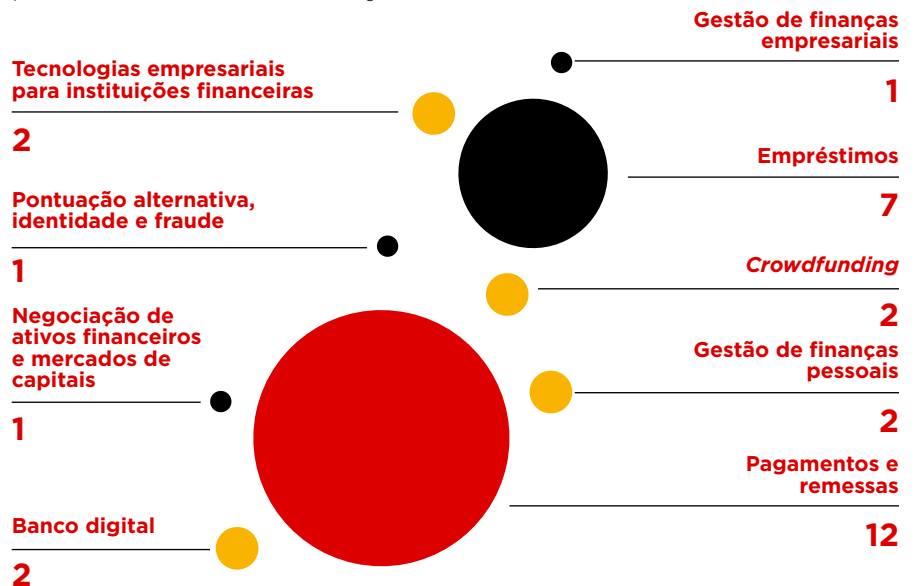 Gestão de finanças
empresariais
1
Tecnologias empresariais
para instituições financeiras
2
Empréstimos
7
Pontuação alternativa,
identidade e fraude
1
Crowdfunding
2
Negociação de
ativos financeiros
e mercados de
capitais
1
Gestão de finanças
pessoais
2
Pagamentos e
remessas
12
Banco digital
2